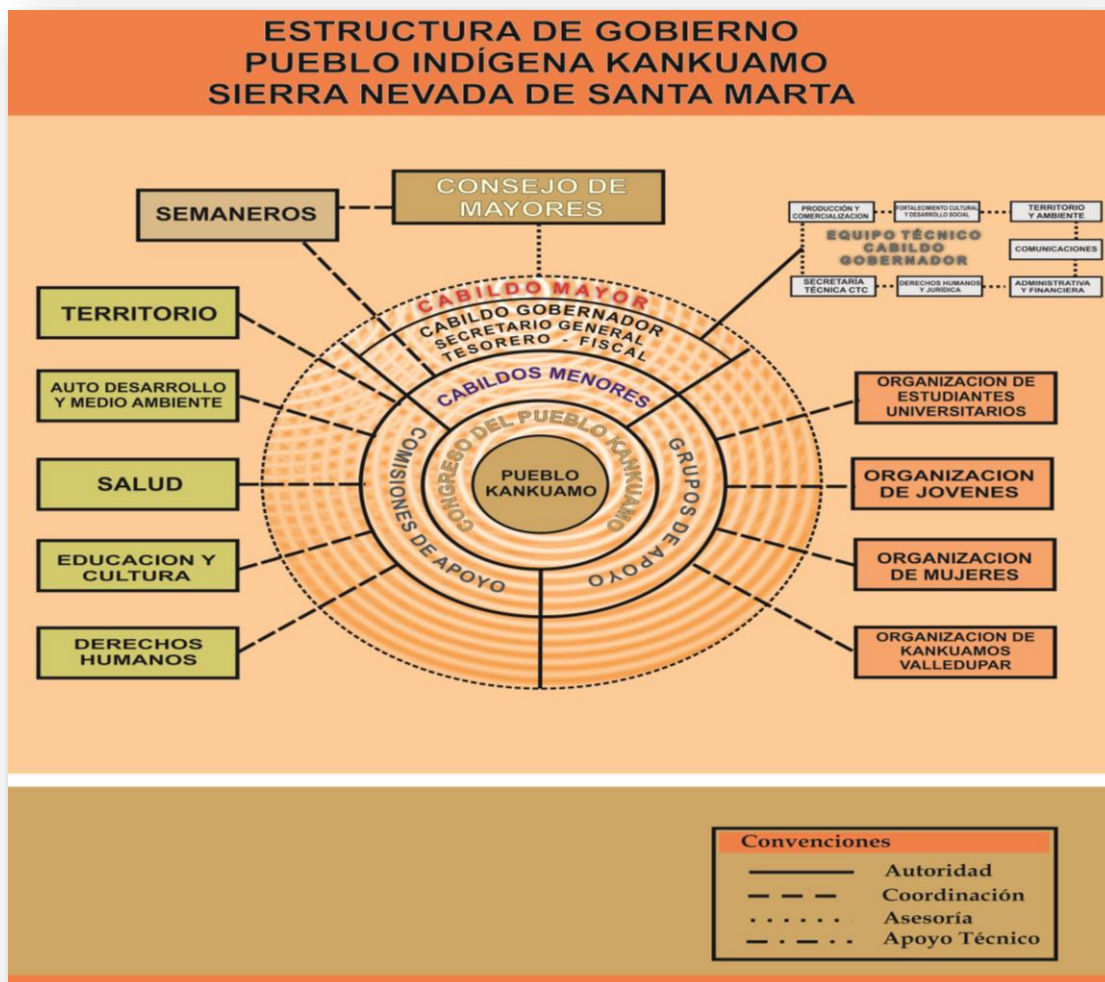 ESTRUCTURA DE GOBIERNO
PUEBLO INDÍGENA KANKUAMO
SIERRA NEVADA DE SANTA MARTA
CONSEJO DE
MAYORES
SEMANEROS
PRODUCCIÓN Y
COMERCIALIZACION
FORTALECIMIENTO CULTURAL
Y DESARROLLO SOCIAL
TERRITORIO
Y AMBIENTE
EQUIPO TÉCNICO
CABILDO
GOBERNADOR
COMUNICACIONES
SECRETARÍA
TÉCNICA CTC
DERECHOS HUMANOS
Y JURÍDICA
ADMINISTRATIVA
Y FINANCIERA
CABILDO MAYOR
CABILDO GOBERNADOR
SECRETARIO GENERAL
TESORERO - FISCAL
CABILDOS MENORES
CONGRESO DEL PUEBLO KANKUAMO
PUEBLO
KANKUAMO
COMISIONES DE APOYO
GRUPOS DE APOYO
TERRITORIO
AUTO DESARROLLO
Y MEDIO AMBIENTE
SALUD
EDUCACION Y
CULTURA
DERECHOS
HUMANOS
ORGANIZACION DE
ESTUDIANTES
UNIVERSITARIOS
ORGANIZACION
DE JOVENES
ORGANIZACION
DE MUJERES
ORGANIZACION DE
KANKUAMOS
VALLEDUPAR
Convenciones
Autoridad
Coordinación
Asesoría
Apoyo Técnico